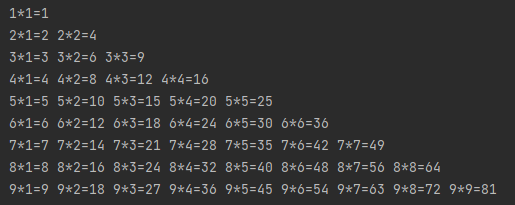 1*1=1
2*1=2 2*2=4
3*1=3 3*2=6 3*3=9
4*1=4 4*2=8 4*3=12 4*4=16
5*1=5 5*2=10 5*3=15 5*4=20 5*5=25
6*1=6 6*2=12 6*3=18 6*4=24 6*5=30 6*6=36
7*1=7 7*2=14 7*3=21 7*4=28 7*5=35 7*6=42 7*7=49
8*1=8 8*2=16 8*3=24 8*4=32 8*5=40 8*6=48 8*7=56 8*8=64
9*1=9 9*2=18 9*3=27 9*4=36 9*5=45 9*6=54 9*7=63 9*8=72 9*9=81